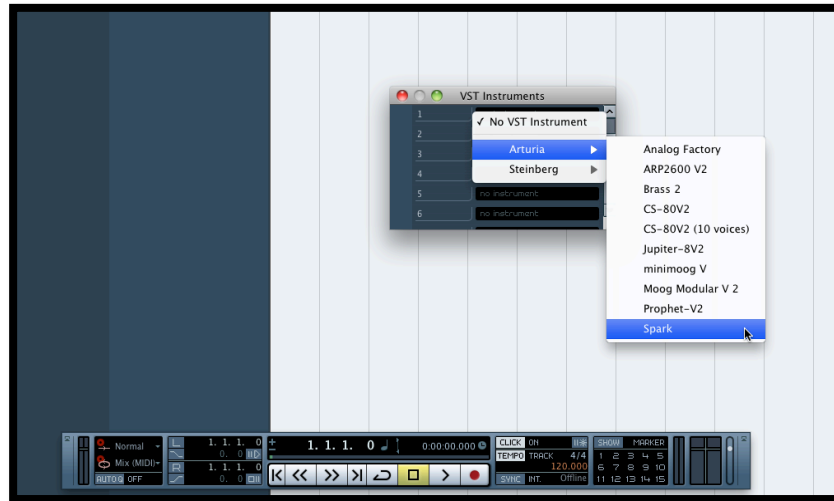 VST Instruments
1
✓ No VST Instrument
2
3
Arturia
4
Steinberg
5 no instrument
6 no instrument
Analog Factory
ARP2600 V2
Brass 2
CS-80V2
CS-80V2 (10 voices)
Jupiter-8V2
minimoog V
Moog Modular V 2
Prophet-V2
Spark
Normal
Mix (MIDI)
AUTO Q OFF
L 1. 1. 1. 0
0. 0
R 1. 1. 1. 0
0. 0
1. 1. 1. 0
0:00:00.000
CLICK ON
TEMPO TRACK 4/4
120.000
SYNC INT. Offline
SHOW MARKER
1 2 3 4 5
6 7 8 9 10
11 12 13 14 15